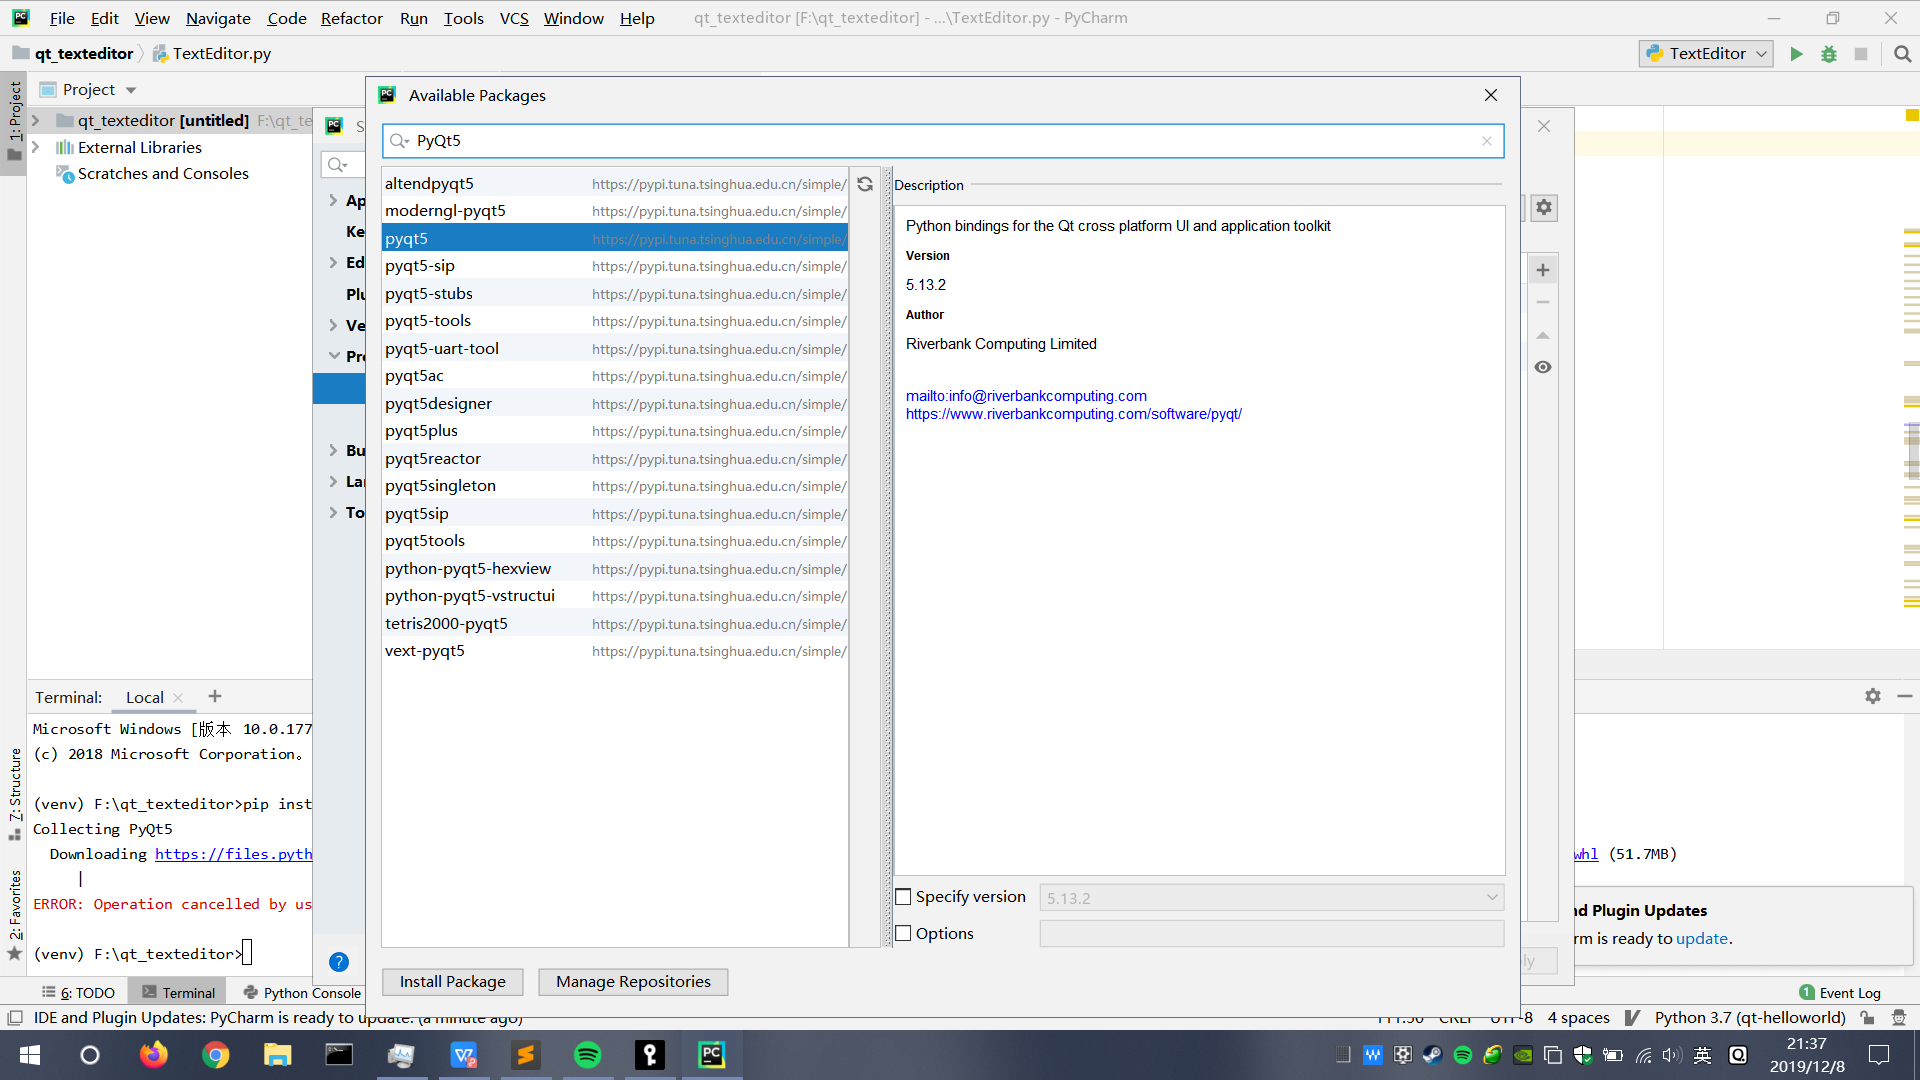 File Edit View Navigate Code Refactor Run Tools VCS Window Help qt_texteditor [F:\qt_texteditor] - ...\TextEditor.py - PyCharm
qt_texteditor TextEditor.py TextEditor
Project
1: Project
qt_texteditor [untitled] F:\qt_te
External Libraries
Scratches and Consoles
Available Packages
PyQt5
altendpyqt5 https://pypi.tuna.tsinghua.edu.cn/simple/
moderngl-pyqt5 https://pypi.tuna.tsinghua.edu.cn/simple/
pyqt5 https://pypi.tuna.tsinghua.edu.cn/simple/
pyqt5-sip https://pypi.tuna.tsinghua.edu.cn/simple/
pyqt5-stubs https://pypi.tuna.tsinghua.edu.cn/simple/
pyqt5-tools https://pypi.tuna.tsinghua.edu.cn/simple/
pyqt5-uart-tool https://pypi.tuna.tsinghua.edu.cn/simple/
pyqt5ac https://pypi.tuna.tsinghua.edu.cn/simple/
pyqt5designer https://pypi.tuna.tsinghua.edu.cn/simple/
pyqt5plus https://pypi.tuna.tsinghua.edu.cn/simple/
pyqt5reactor https://pypi.tuna.tsinghua.edu.cn/simple/
pyqt5singleton https://pypi.tuna.tsinghua.edu.cn/simple/
pyqt5sip https://pypi.tuna.tsinghua.edu.cn/simple/
pyqt5tools https://pypi.tuna.tsinghua.edu.cn/simple/
python-pyqt5-hexview https://pypi.tuna.tsinghua.edu.cn/simple/
python-pyqt5-vstructui https://pypi.tuna.tsinghua.edu.cn/simple/
tetris2000-pyqt5 https://pypi.tuna.tsinghua.edu.cn/simple/
vext-pyqt5 https://pypi.tuna.tsinghua.edu.cn/simple/
Description
Python bindings for the Qt cross platform UI and application toolkit
Version
5.13.2
Author
Riverbank Computing Limited
mailto:info@riverbankcomputing.com
https://www.riverbankcomputing.com/software/pyqt/
Specify version 5.13.2
Options
Install Package Manage Repositories
S
Ap
Ke
Ed
Plu
Ve
Pro
Bu
Lan
To
ly
Terminal: Local
Microsoft Windows [版本 10.0.177
(c) 2018 Microsoft Corporation。
(venv) F:\qt_texteditor>pip inst
Collecting PyQt5
Downloading https://files.pyth
whl (51.7MB)
ERROR: Operation cancelled by us
(venv) F:\qt_texteditor>
7: Structure
2: Favorites
nd Plugin Updates
rm is ready to update.
6: TODO Terminal Python Console Event Log
IDE and Plugin Updates: PyCharm is ready to update. (a minute ago) CRLF UTF-8 4 spaces Python 3.7 (qt-helloworld)
英
21:37
2019/12/8